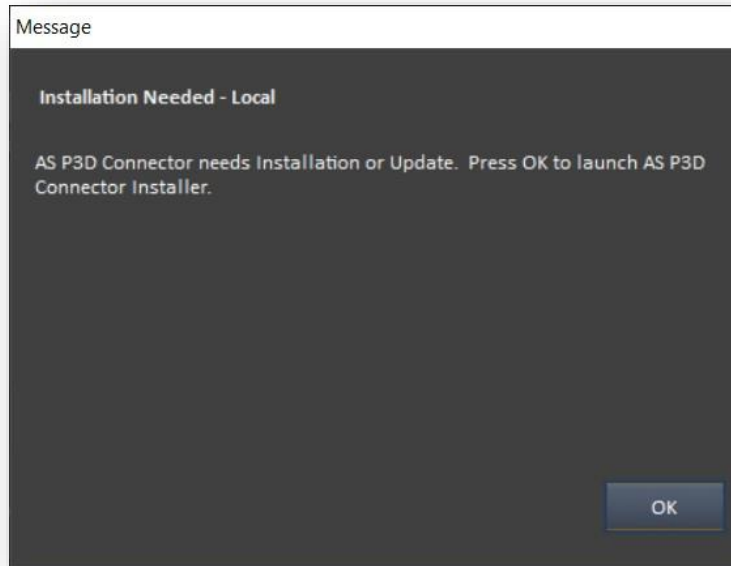 Message
Installation Needed - Local
AS P3D Connector needs Installation or Update. Press OK to launch AS P3D
Connector Installer.
OK